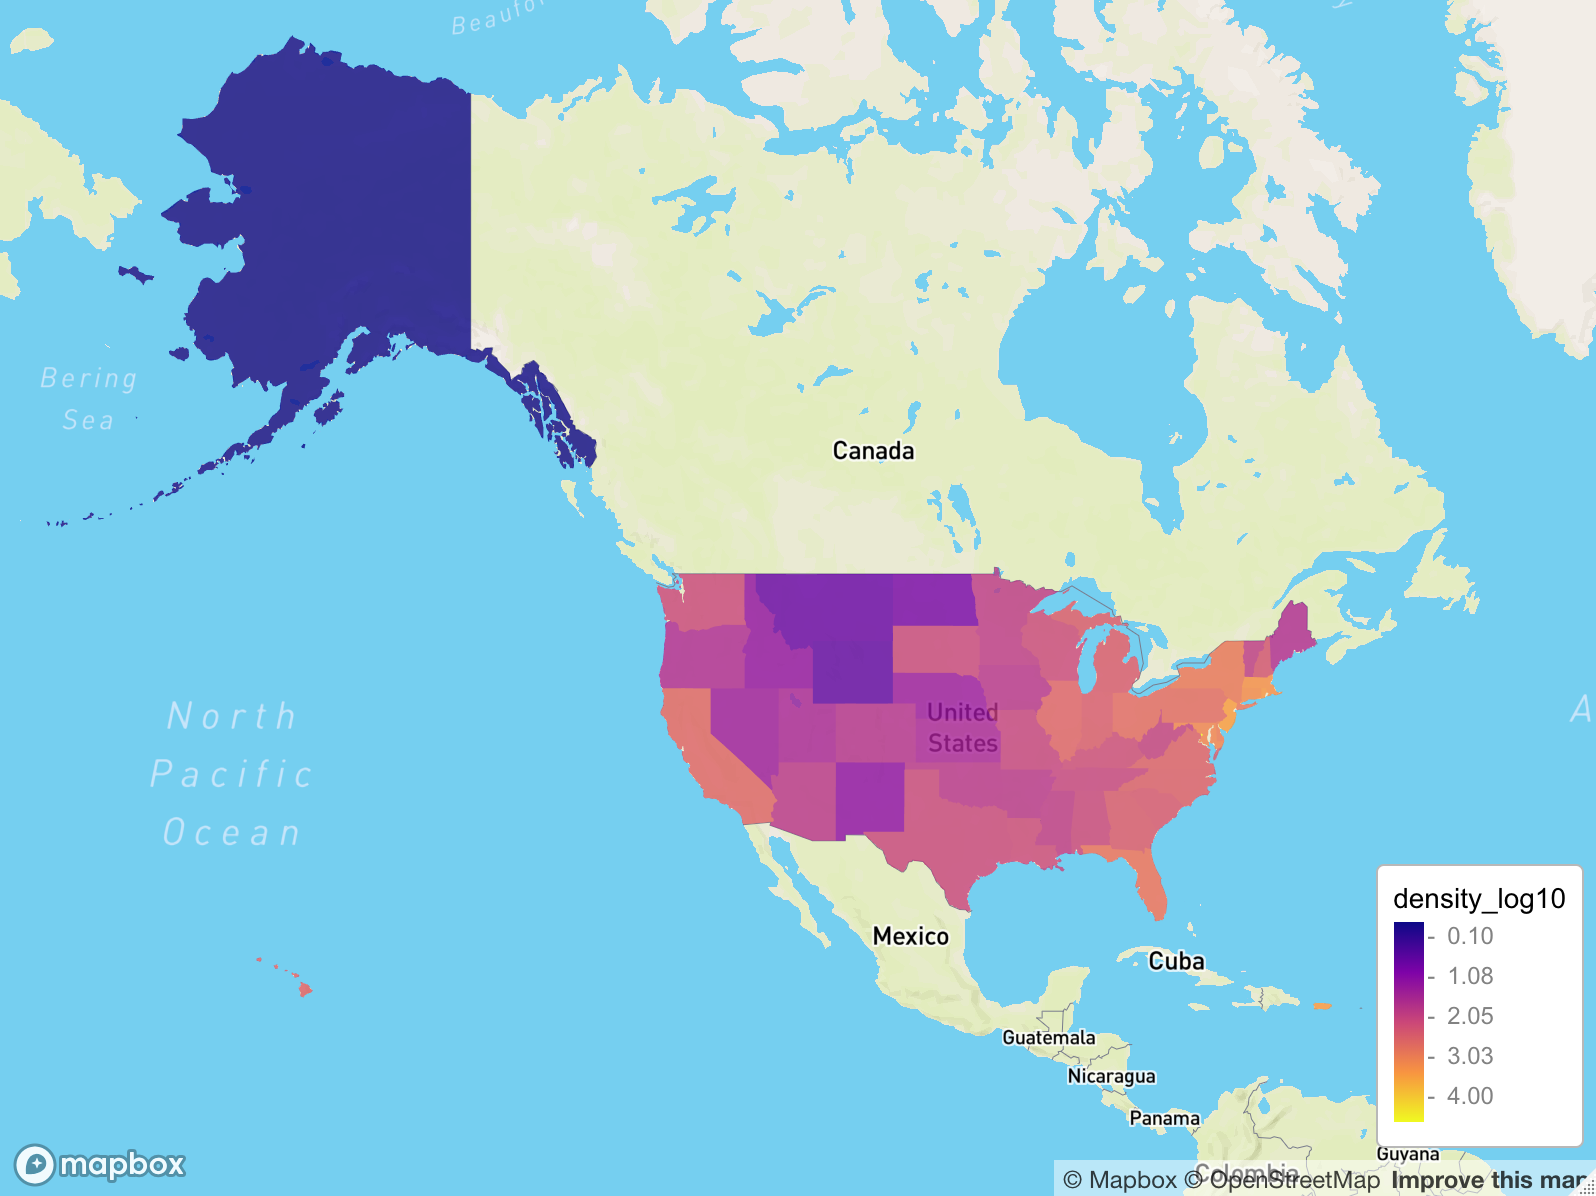 Bering
Sea
Canada
North
Pacific
Ocean
United
States
Mexico
Cuba
Guatemala
Nicaragua
Panama
Guyana
Colombia
density_log10
0.10
1.08
2.05
3.03
4.00
mapbox
© Mapbox © OpenStreetMap Improve this map